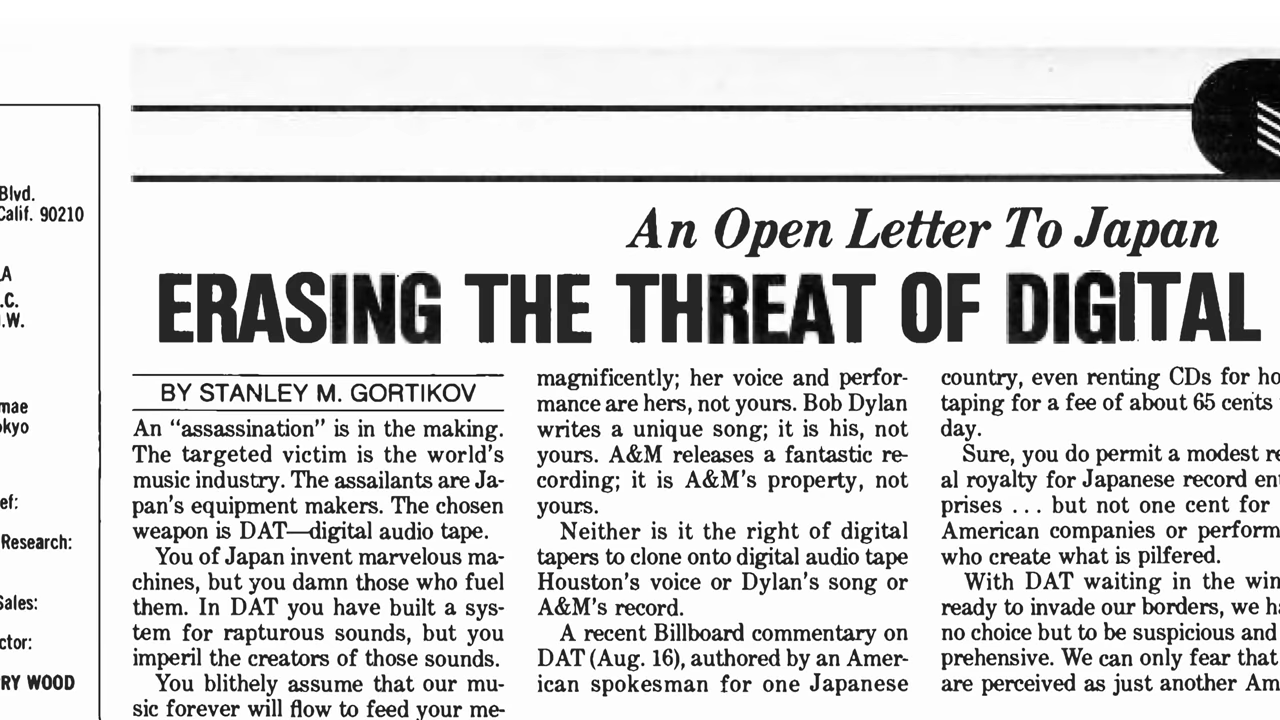 Blvd.
Calif. 90210
An Open Letter To Japan
ERASING THE THREAT OF DIGITAL
BY STANLEY M. GORTIKOV
An “assassination” is in the making.
The targeted victim is the world’s
music industry. The assailants are Ja-
pan’s equipment makers. The chosen
weapon is DAT—digital audio tape.
You of Japan invent marvelous ma-
chines, but you damn those who fuel
them. In DAT you have built a sys-
tem for rapturous sounds, but you
imperil the creators of those sounds.
You blithely assume that our mu-
sic forever will flow to feed your me-
magnificently; her voice and perfor-
mance are hers, not yours. Bob Dylan
writes a unique song; it is his, not
yours. A&M releases a fantastic re-
cording; it is A&M’s property, not
yours.
Neither is it the right of digital
tapers to clone onto digital audio tape
Houston’s voice or Dylan’s song or
A&M’s record.
A recent Billboard commentary on
DAT (Aug. 16), authored by an Amer-
ican spokesman for one Japanese
country, even renting CDs for
taping for a fee of about 65 cents
day.
Sure, you do permit a modest
al royalty for Japanese record
prises . . . but not one cent for
American companies or
who create what is pilfered.
With DAT waiting in the
ready to invade our borders, we
no choice but to be suspicious and
prehensive. We can only fear that
are perceived as just another
Research:
Sales:
RY WOOD